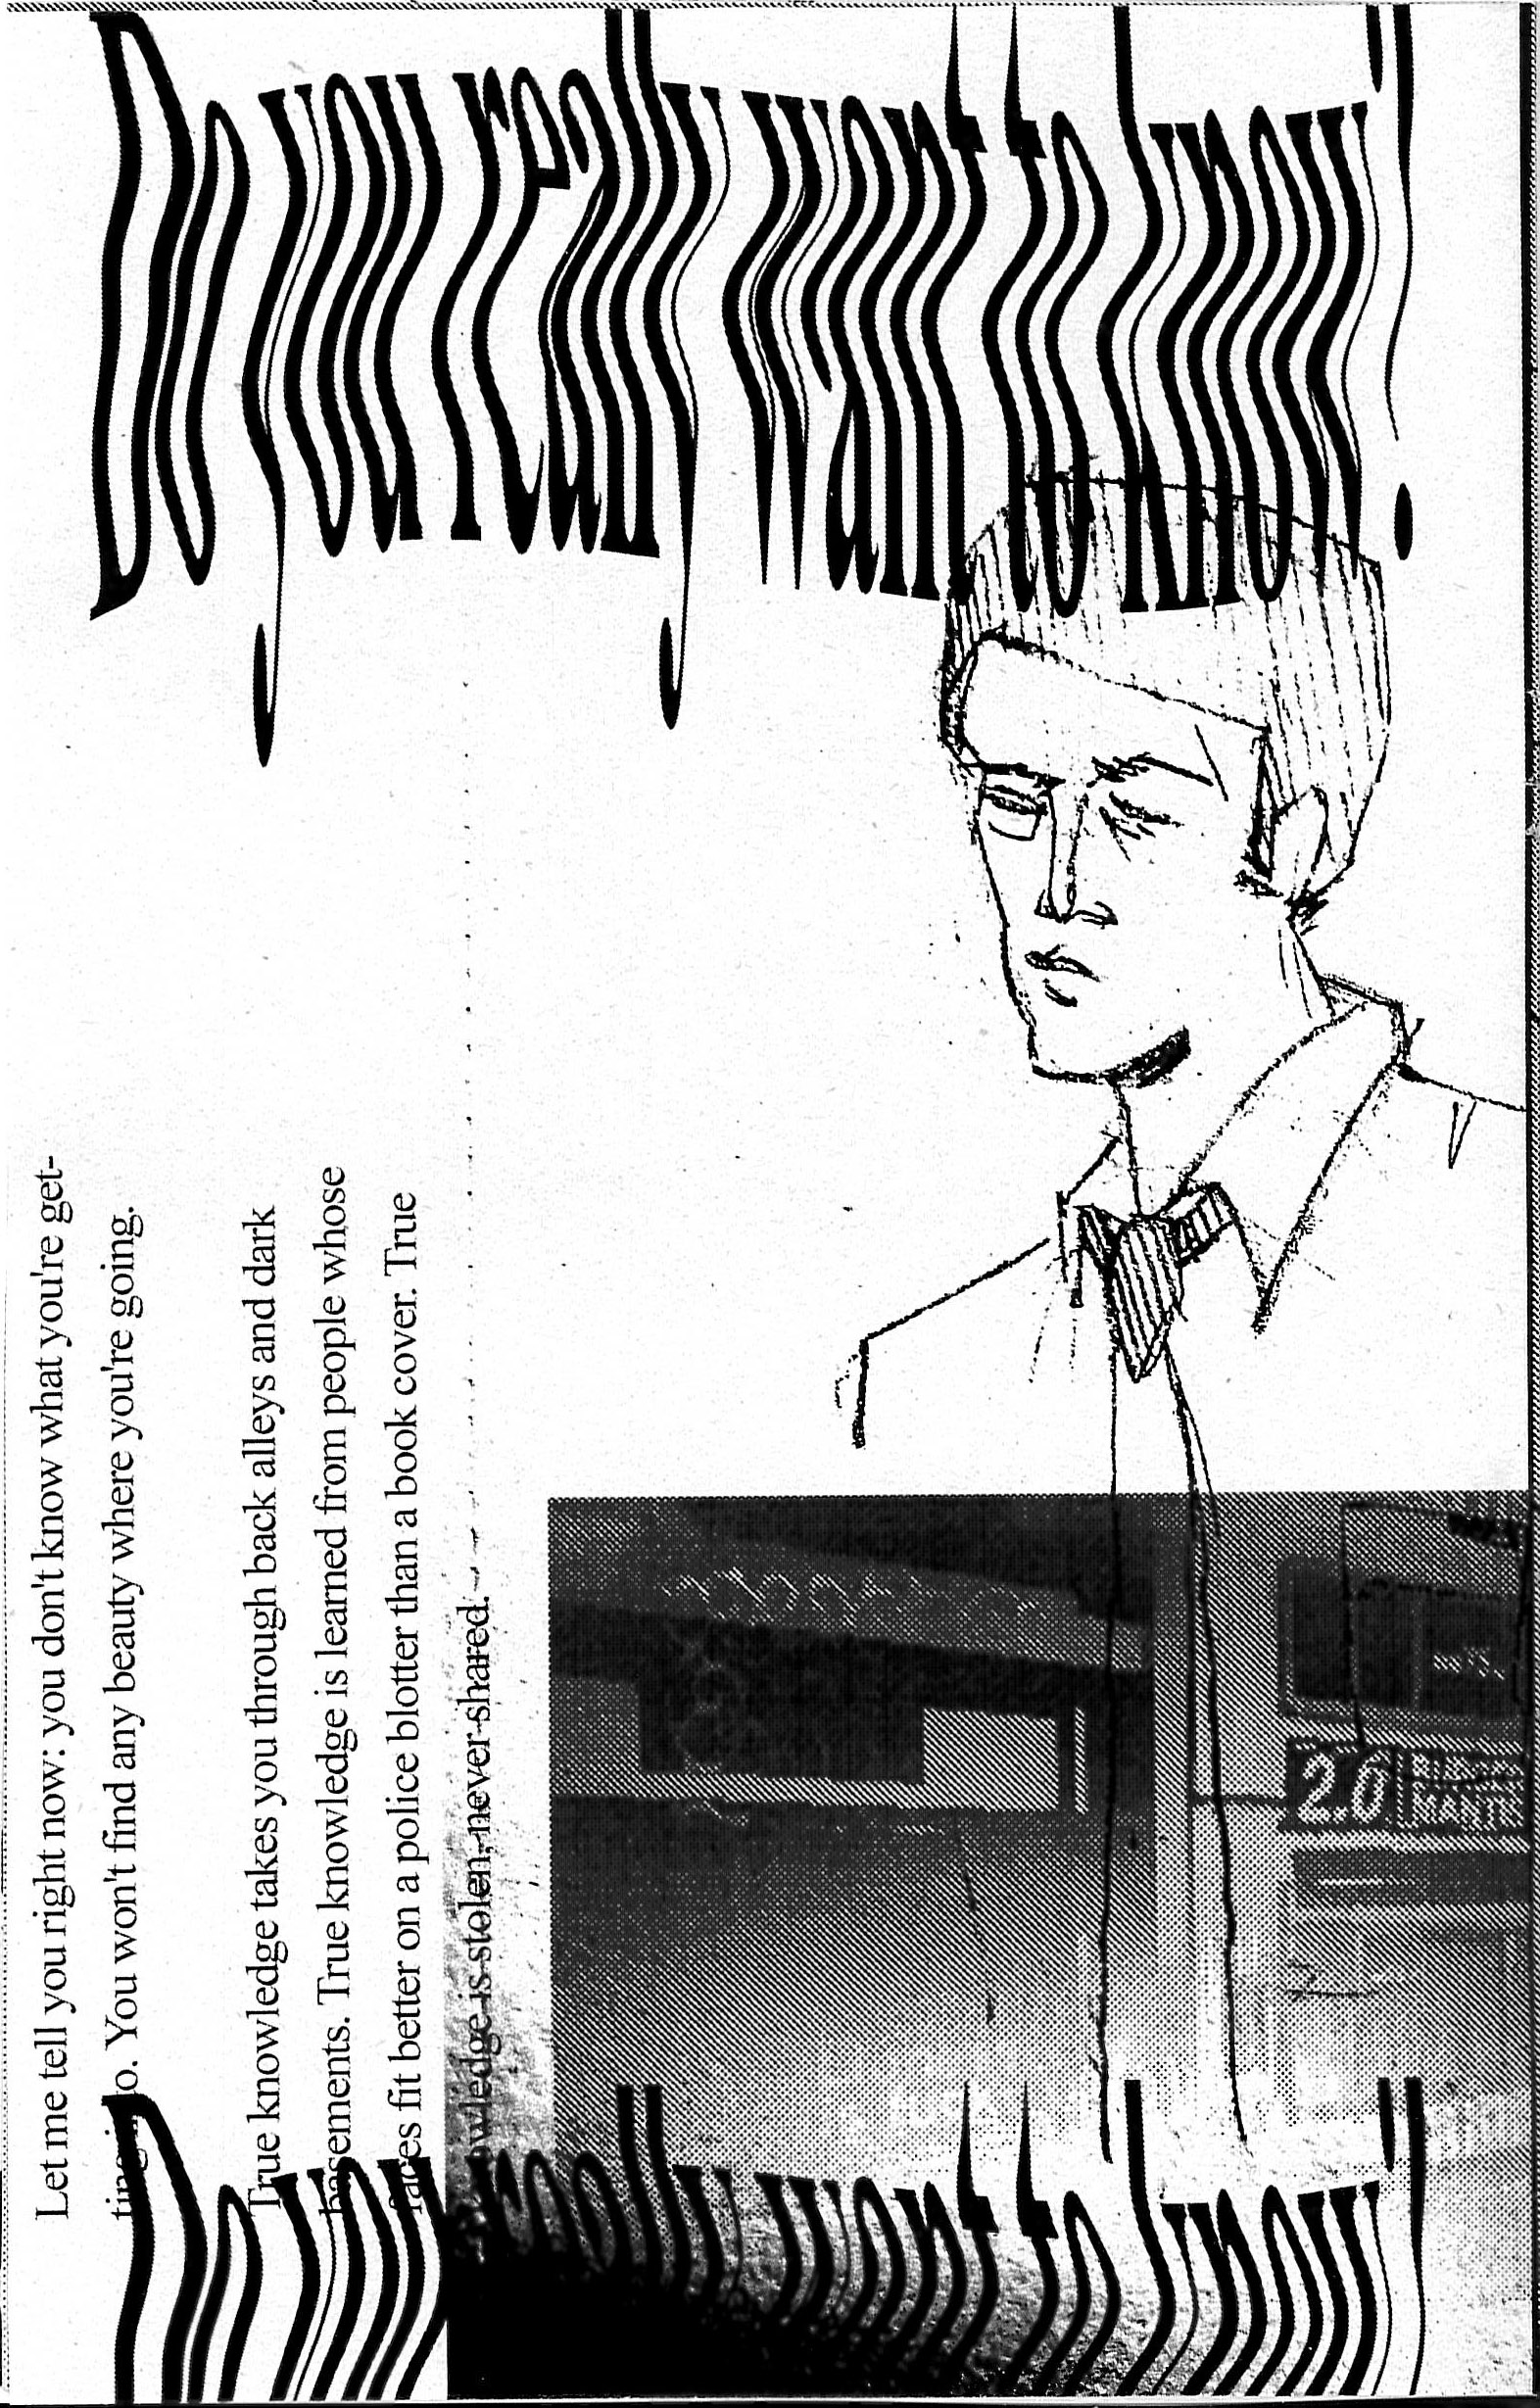 Do you really want to know?
Let me tell you right now: you don't know what you're get-
ting into. You won't find any beauty where you're going.
True knowledge takes you through back alleys and dark
basements. True knowledge is learned from people whose
faces fit better on a police blotter than a book cover. True
knowledge is stolen, never shared.
2.0
Do you really want to know?